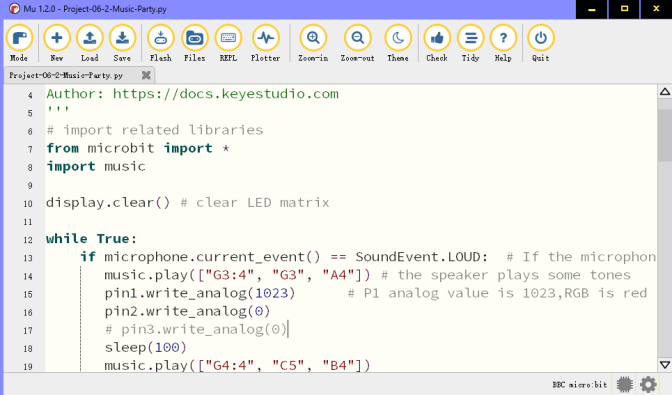 Mu 1.2.0 - Project-06-2-Music-Party.py
Mode New Load Save Flash Files REPL Plotter Zoom-in Zoom-out Theme Check Tidy Help Quit
Project-06-2-Music-Party.py
4 Author: https://docs.keyestudio.com
5 '''
6 # import related libraries
7 from microbit import *
8 import music
9
10 display.clear() # clear LED matrix
11
12 while True:
13 if microphone.current_event() == SoundEvent.LOUD: # If the microphon
14 music.play(["G3:4", "G3", "A4"]) # the speaker plays some tones
15 pin1.write_analog(1023) # P1 analog value is 1023,RGB is red
16 pin2.write_analog(0)
17 # pin3.write_analog(0)
18 sleep(100)
19 music.play(["G4:4", "C5", "B4"])
BBC micro:bit